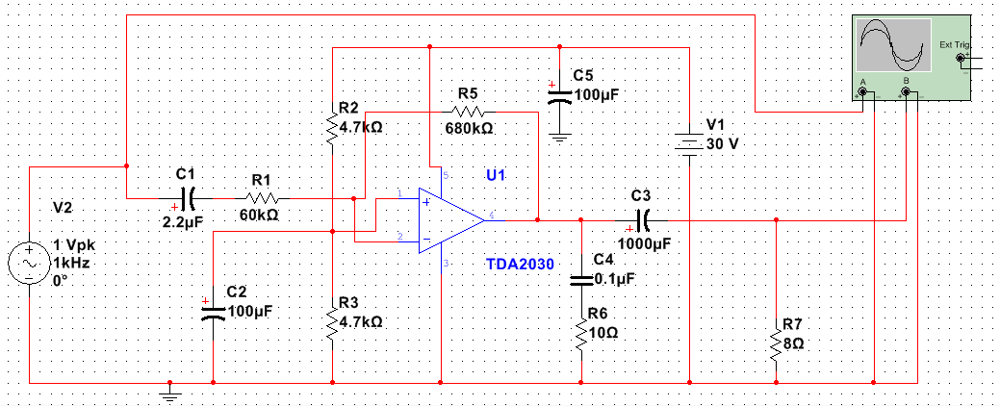 Ext Trig
+
−
A
B
+ −
+ −
C5
+
100µF
R5
680kΩ
R2
4.7kΩ
V1
30 V
C1
+
2.2µF
R1
60kΩ
U1
5
1
+
4
2
−
3
TDA2030
V2
+
−
1 Vpk
1kHz
0°
C3
+
1000µF
C4
0.1µF
C2
+
100µF
R3
4.7kΩ
R6
10Ω
R7
8Ω